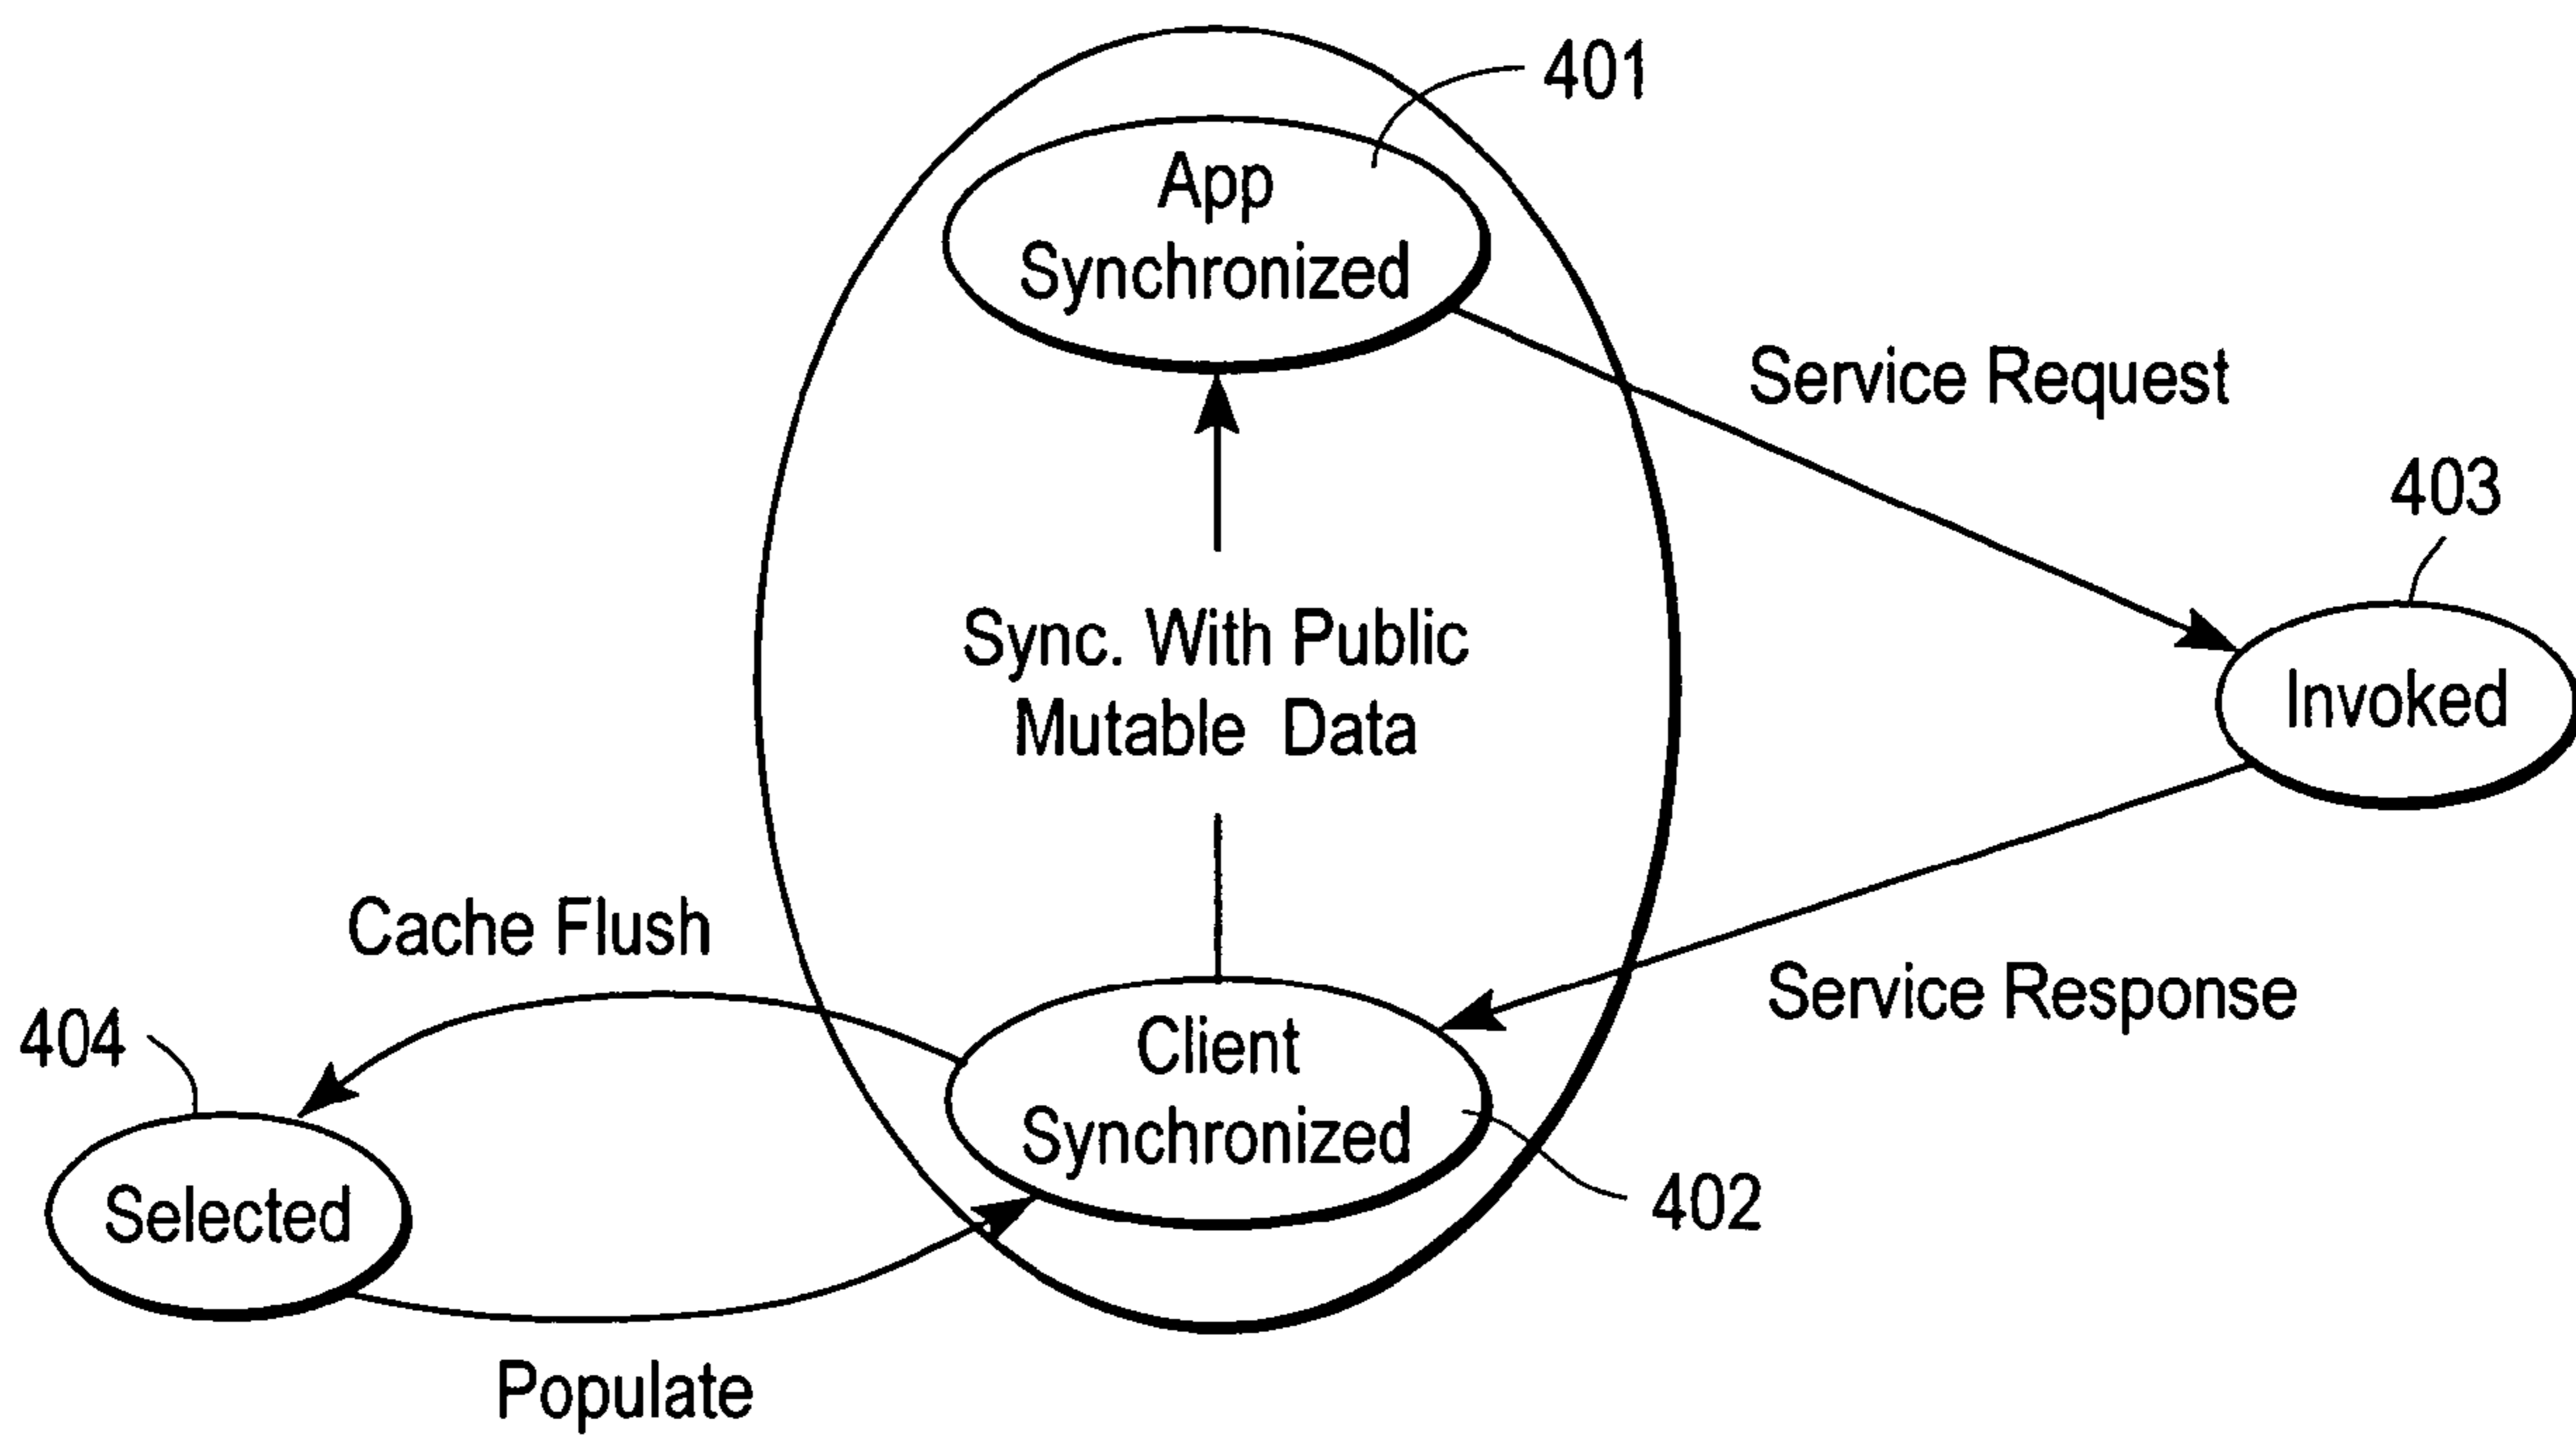 401
App
Synchronized
Service Request
403
Sync. With Public
Mutable Data
Invoked
Cache Flush
Service Response
404
Client
Synchronized
Selected
402
Populate